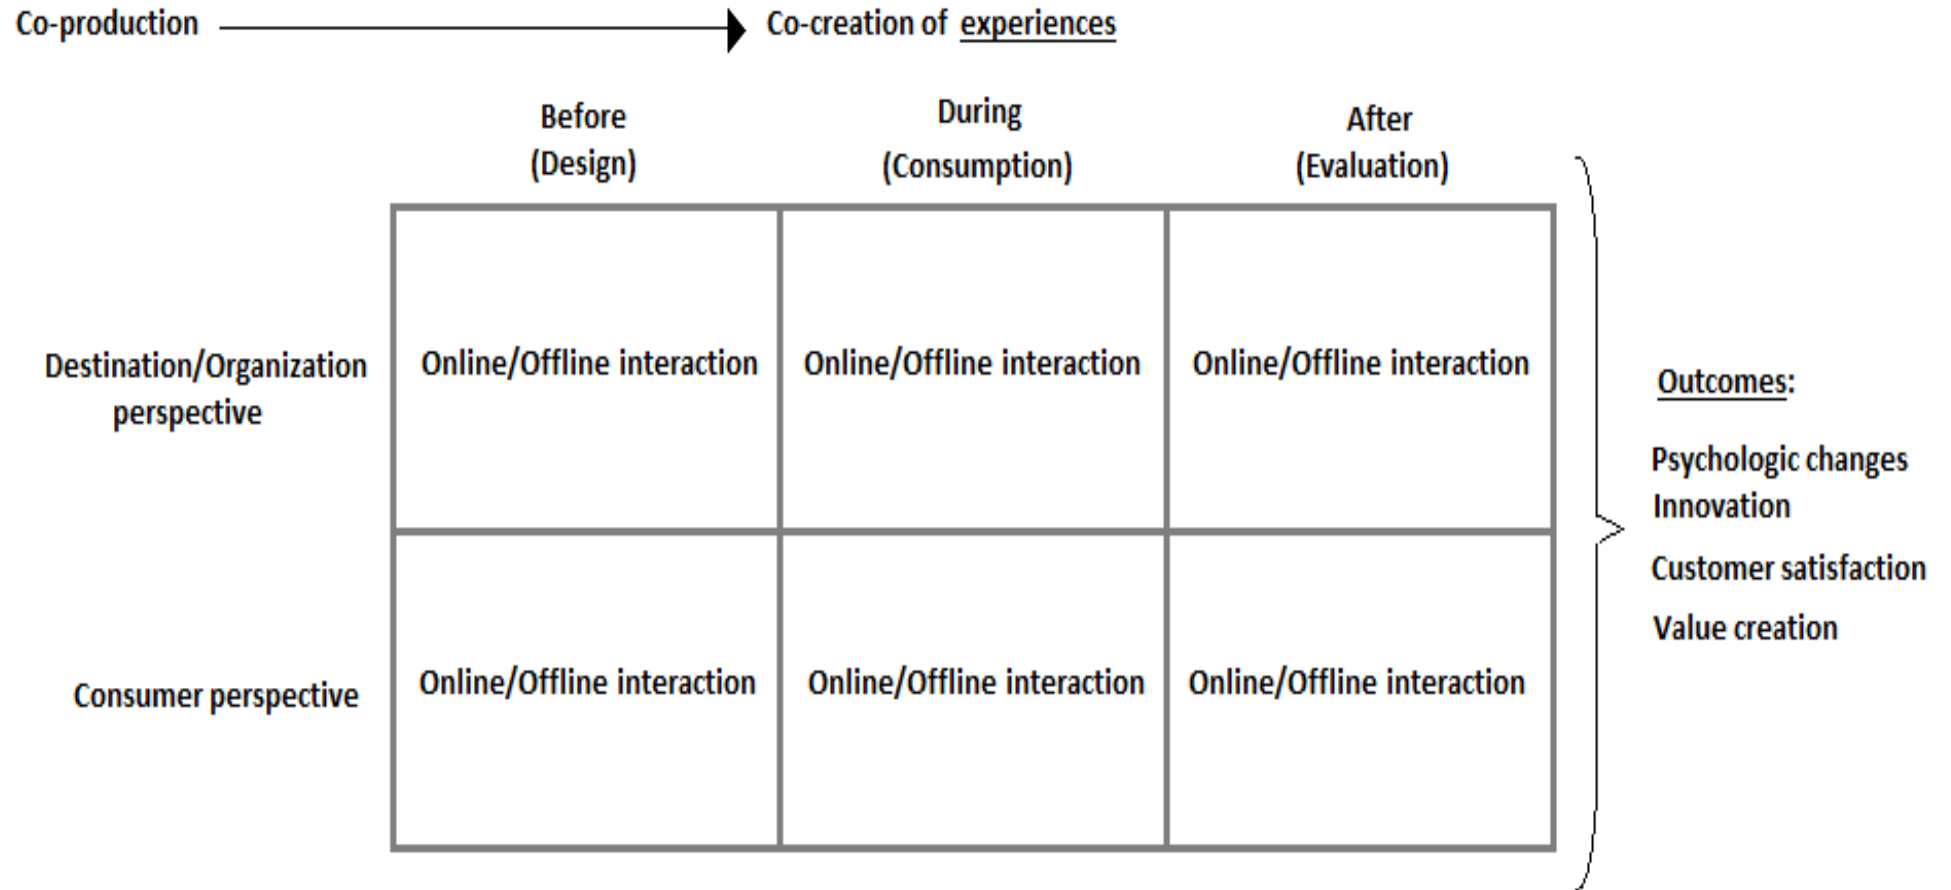 Co-production
Co-creation of experiences
Before
(Design)
During
(Consumption)
After
(Evaluation)
Destination/Organization
perspective
Online/Offline interaction
Online/Offline interaction
Online/Offline interaction
Consumer perspective
Online/Offline interaction
Online/Offline interaction
Online/Offline interaction
Outcomes:
Psychologic changes
Innovation
Customer satisfaction
Value creation